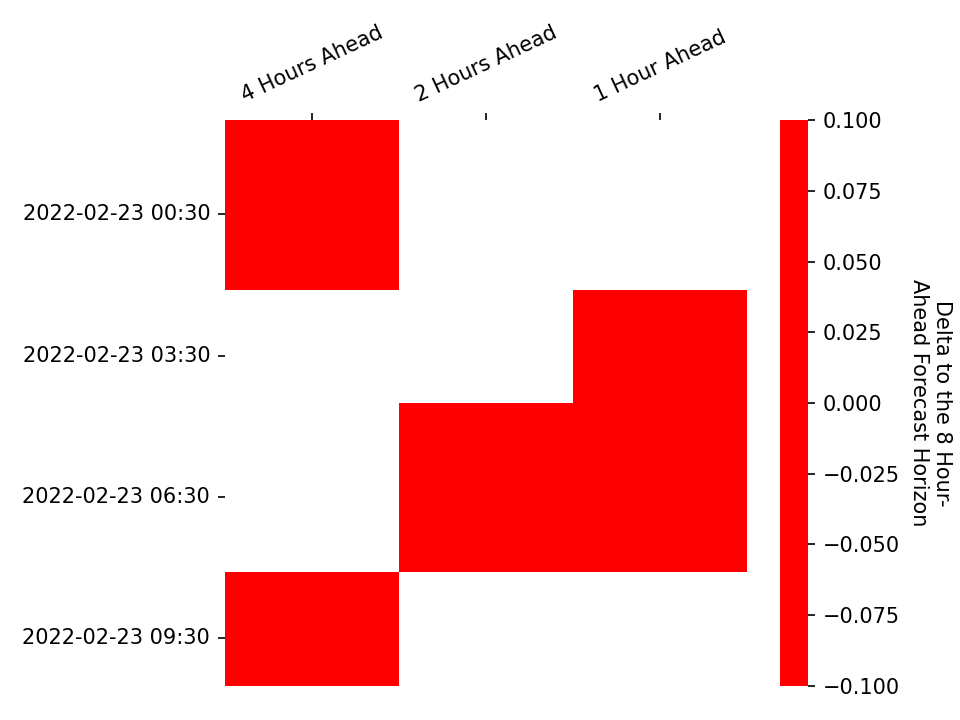 4 Hours Ahead
2 Hours Ahead
1 Hour Ahead
2022-02-23 00:30
2022-02-23 03:30
2022-02-23 06:30
2022-02-23 09:30
0.100
0.075
0.050
0.025
0.000
−0.025
−0.050
−0.075
−0.100
Delta to the 8 Hour-
Ahead Forecast Horizon